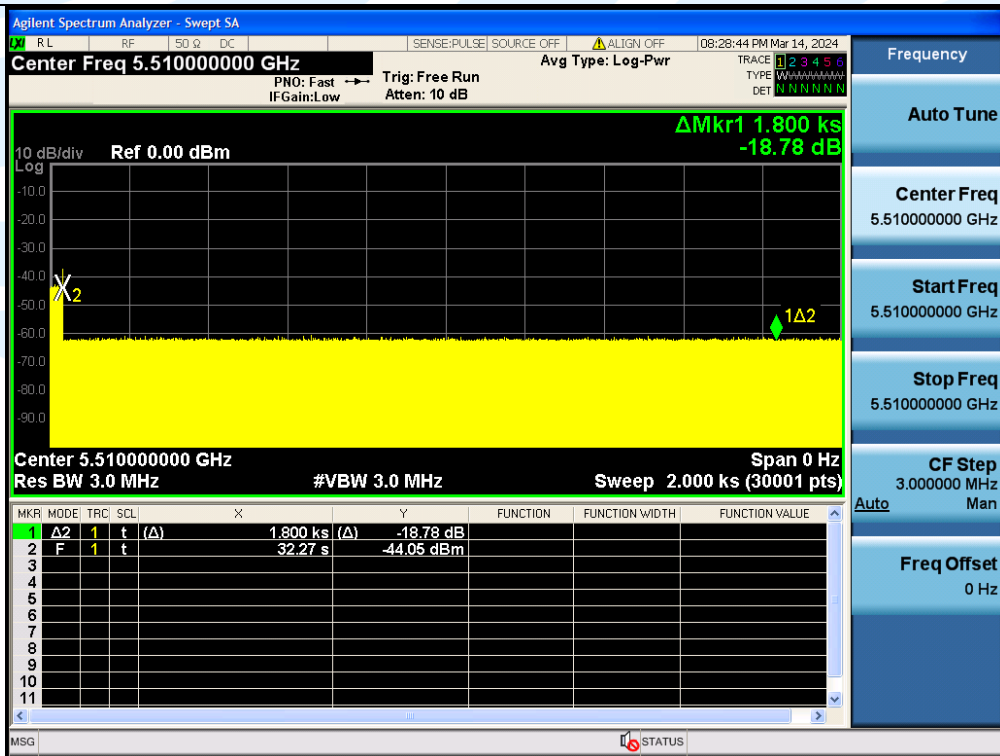 Agilent Spectrum Analyzer - Swept SA
LXI RL RF 50 Ω DC SENSE:PULSE SOURCE OFF ALIGN OFF 08:28:44 PM Mar 14, 2024
Center Freq 5.510000000 GHz
PNO: Fast
IFGain:Low
Trig: Free Run
Atten: 10 dB
Avg Type: Log-Pwr
TRACE 1 2 3 4 5 6
TYPE
DET N N N N N N
ΔMkr1 1.800 ks
-18.78 dB
10 dB/div Ref 0.00 dBm
Log
-10.0
-20.0
-30.0
-40.0
-50.0
-60.0
-70.0
-80.0
-90.0
2
1Δ2
Center 5.510000000 GHz Span 0 Hz
Res BW 3.0 MHz #VBW 3.0 MHz Sweep 2.000 ks (30001 pts)
MKR MODE TRC SCL X Y FUNCTION FUNCTION WIDTH FUNCTION VALUE
1 Δ2 1 t (Δ) 1.800 ks (Δ) -18.78 dB
2 F 1 t 32.27 s -44.05 dBm
3
4
5
6
7
8
9
10
11
MSG STATUS
Frequency
Auto Tune
Center Freq
5.510000000 GHz
Start Freq
5.510000000 GHz
Stop Freq
5.510000000 GHz
CF Step
3.000000 MHz
Auto Man
Freq Offset
0 Hz